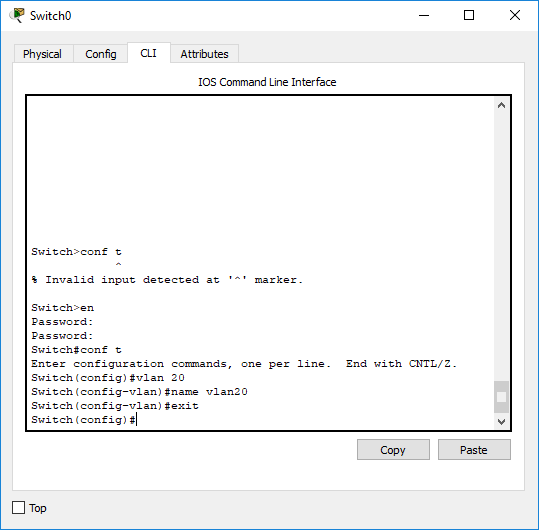 Switch0
Physical Config CLI Attributes
IOS Command Line Interface
Switch>conf t
^
% Invalid input detected at '^' marker.
Switch>en
Password:
Password:
Switch#conf t
Enter configuration commands, one per line.  End with CNTL/Z.
Switch(config)#vlan 20
Switch(config-vlan)#name vlan20
Switch(config-vlan)#exit
Switch(config)#
Copy Paste
Top